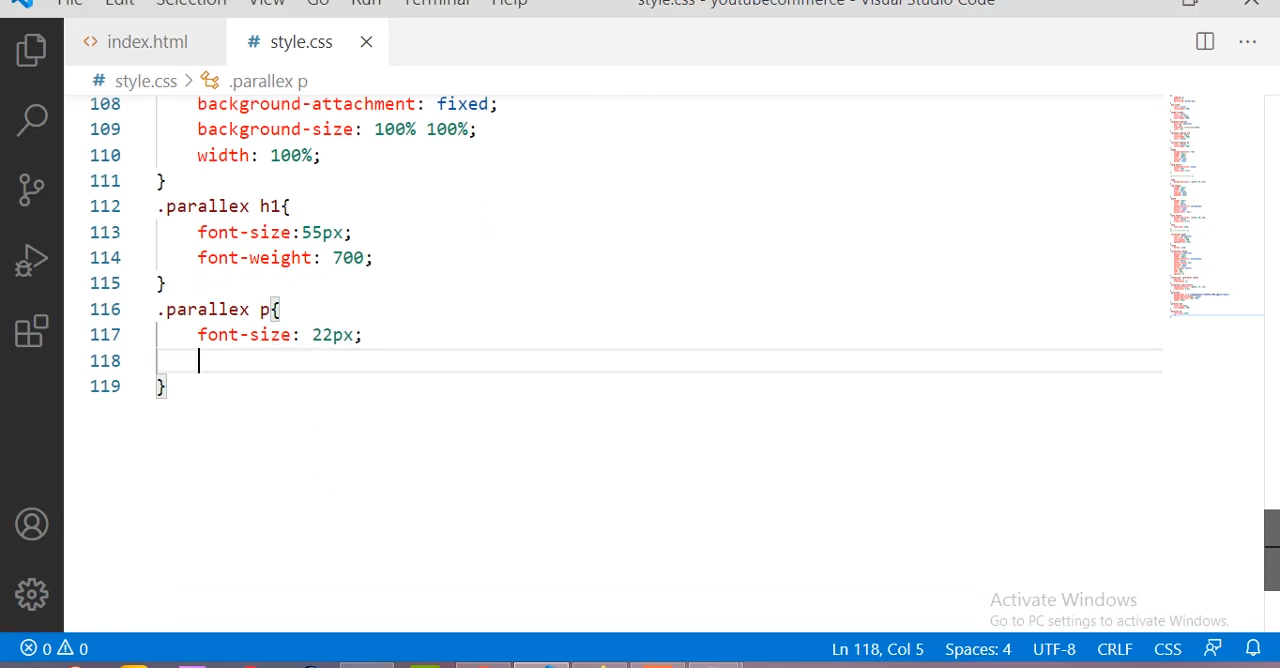 File Edit Selection View Go Run Terminal Help style.css - youtubecommerce - Visual Studio Code
<> index.html # style.css ×
# style.css > .parallex p
108 background-attachment: fixed;
109 background-size: 100% 100%;
110 width: 100%;
111 }
112 .parallex h1{
113 font-size:55px;
114 font-weight: 700;
115 }
116 .parallex p{
117 font-size: 22px;
118
119 }
Activate Windows
Go to PC settings to activate Windows.
0 0 Ln 118, Col 5 Spaces: 4 UTF-8 CRLF CSS